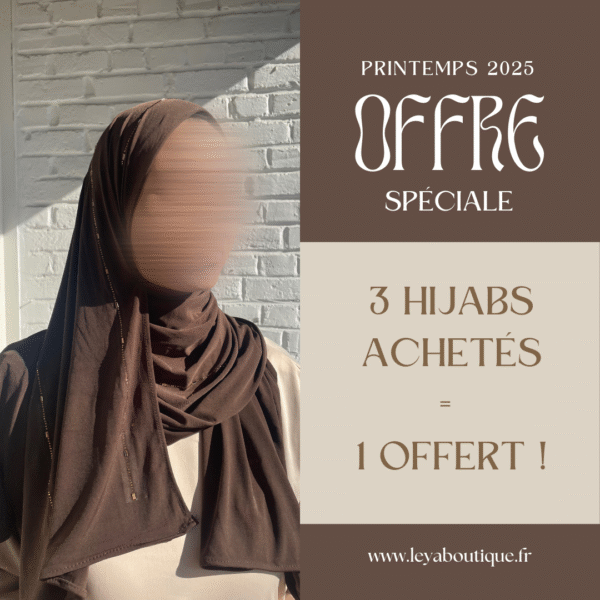 PRINTEMPS 2025
OFFRE
SPÉCIALE
3 HIJABS
ACHETÉS
=
1 OFFERT !
www.leyaboutique.fr